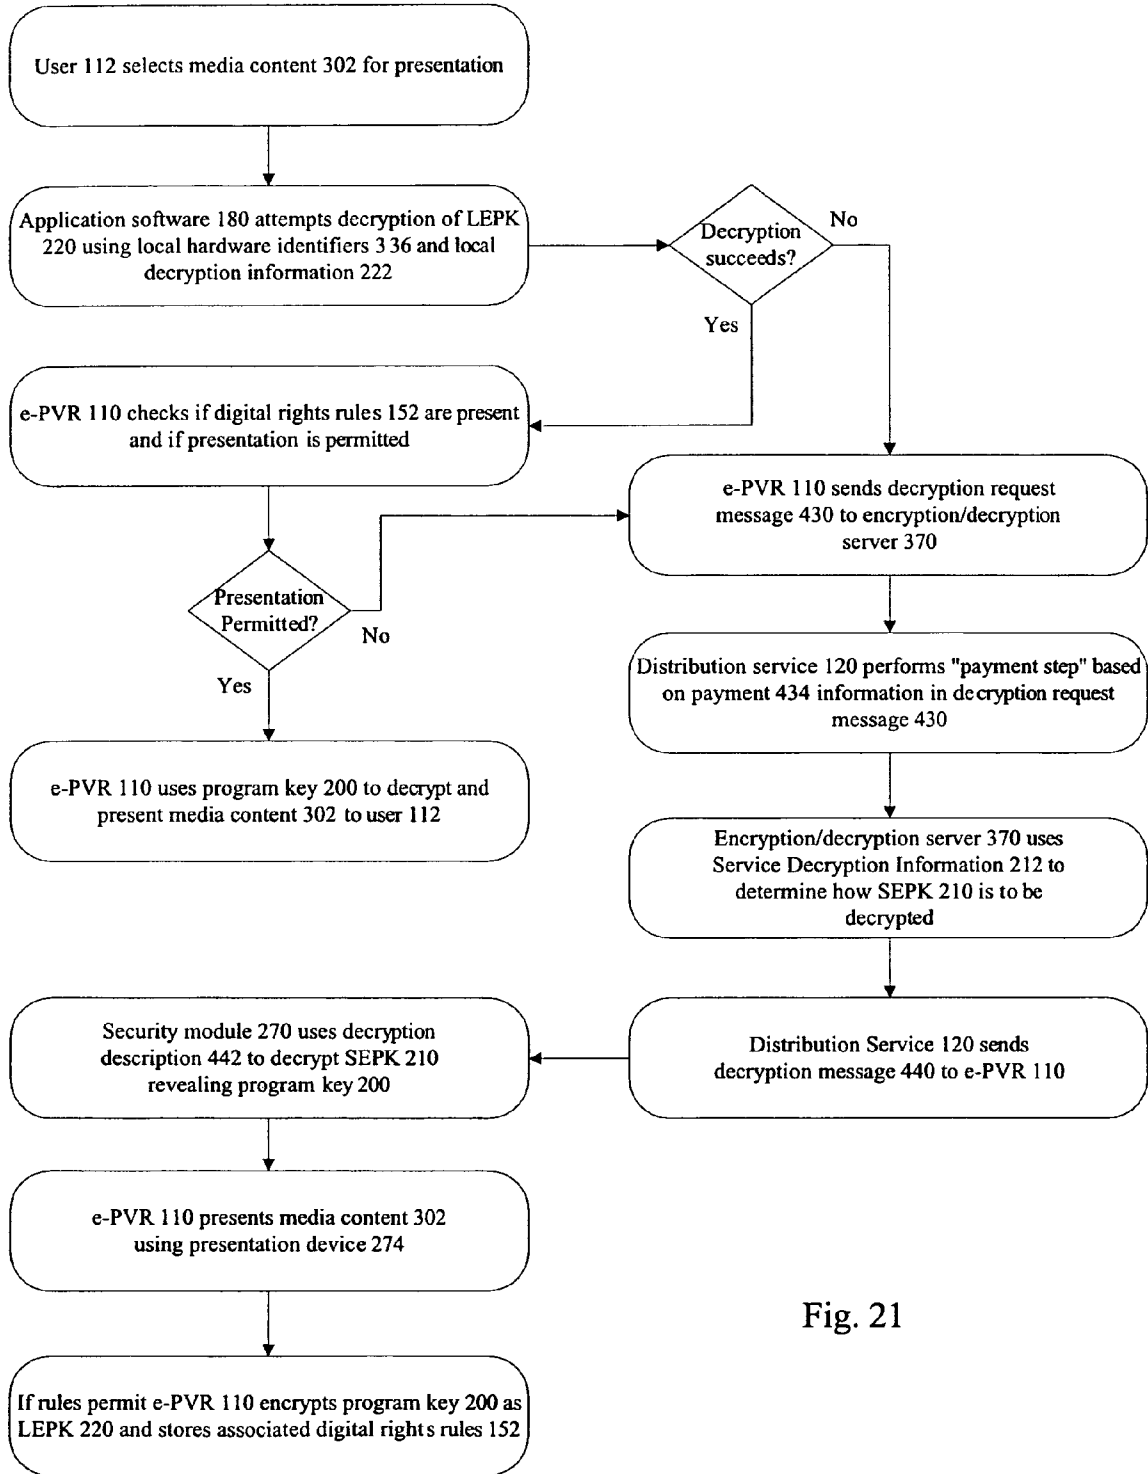 User 112 selects media content 302 for presentation
Application software 180 attempts decryption of LEPK
220 using local hardware identifiers 336 and local
decryption information 222
Decryption
succeeds?
No
Yes
e-PVR 110 checks if digital rights rules 152 are present
and if presentation is permitted
e-PVR 110 sends decryption request
message 430 to encryption/decryption
server 370
Presentation
Permitted?
No
Yes
Distribution service 120 performs "payment step" based
on payment 434 information in decryption request
message 430
e-PVR 110 uses program key 200 to decrypt and
present media content 302 to user 112
Encryption/decryption server 370 uses
Service Decryption Information 212 to
determine how SEPK 210 is to be
decrypted
Security module 270 uses decryption
description 442 to decrypt SEPK 210
revealing program key 200
Distribution Service 120 sends
decryption message 440 to e-PVR 110
e-PVR 110 presents media content 302
using presentation device 274
Fig. 21
If rules permit e-PVR 110 encrypts program key 200 as
LEPK 220 and stores associated digital rights rules 152